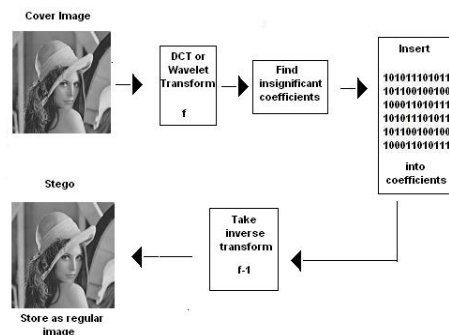 Cover Image
DCT or
Wavelet
Transform
f
Find
insignificant
coefficients
Insert
101011101011
101100100100
100011010111
101011101011
101100100100
100011010111
into
coefficients
Stego
Take
inverse
transform
f-1
Store as regular
image